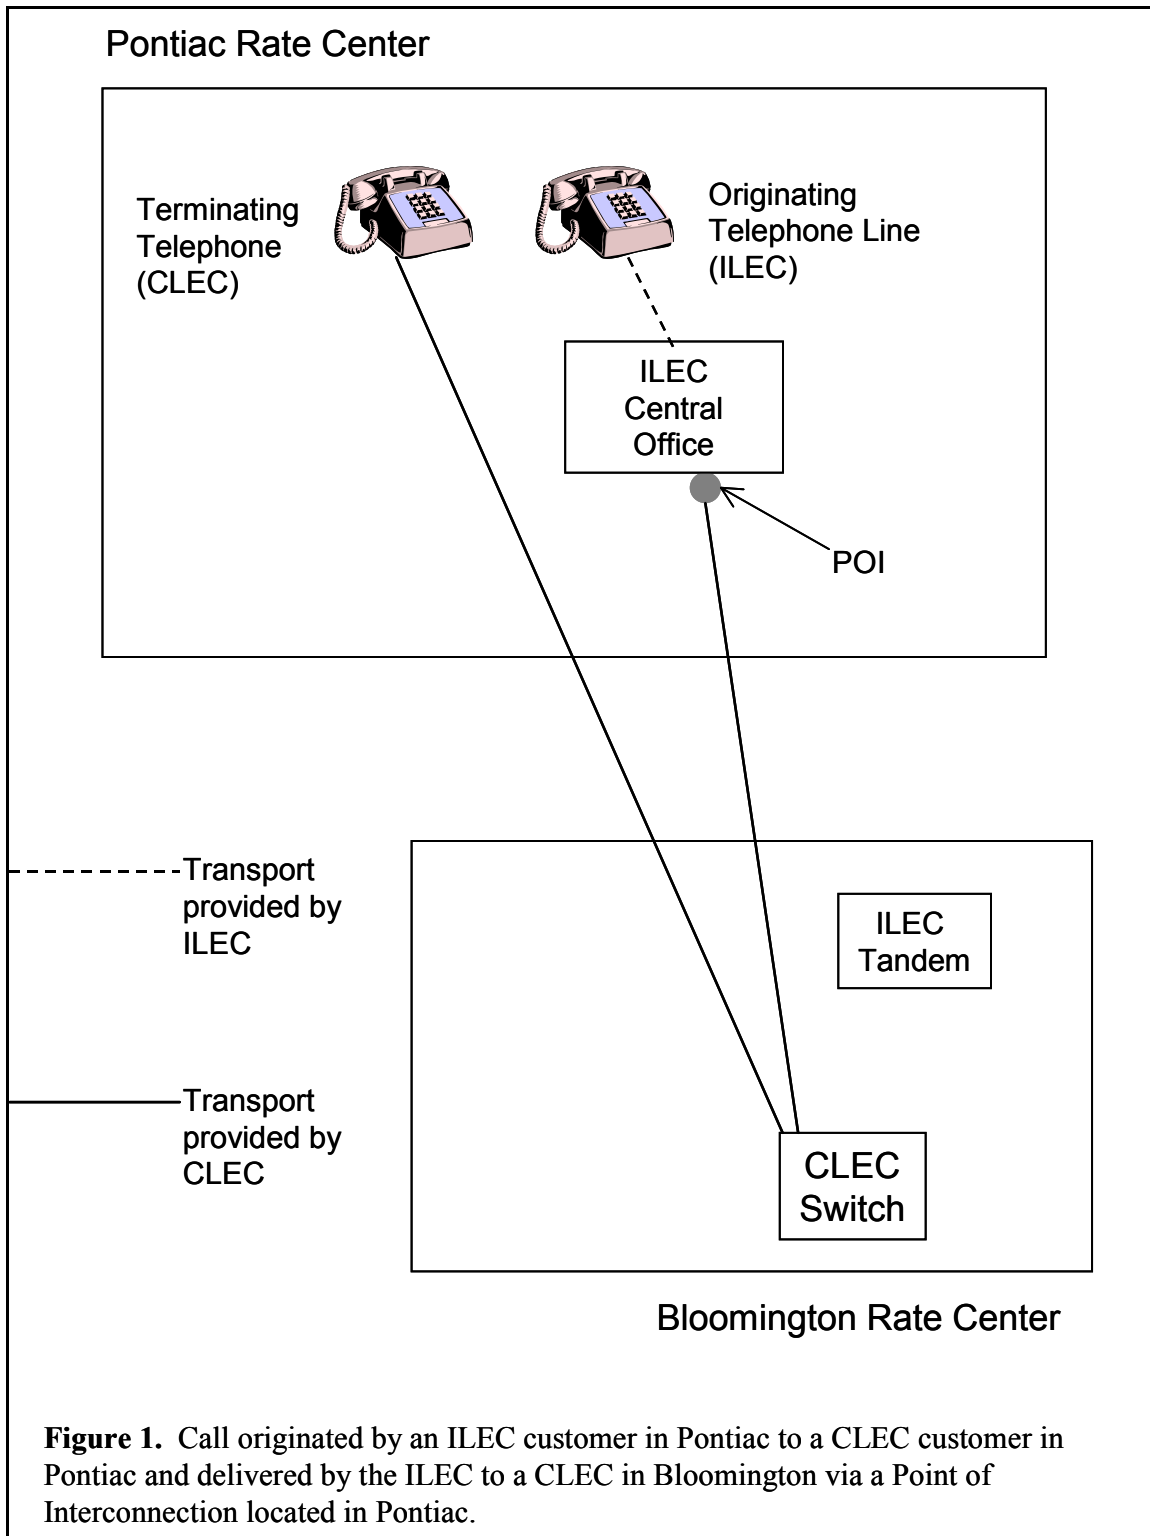 Pontiac Rate Center
Terminating
Telephone
(CLEC)
Originating
Telephone Line
(ILEC)
ILEC
Central
Office
POI
Transport
provided by
ILEC
ILEC
Tandem
Transport
provided by
CLEC
CLEC
Switch
Bloomington Rate Center
Figure 1. Call originated by an ILEC customer in Pontiac to a CLEC customer in
Pontiac and delivered by the ILEC to a CLEC in Bloomington via a Point of
Interconnection located in Pontiac.